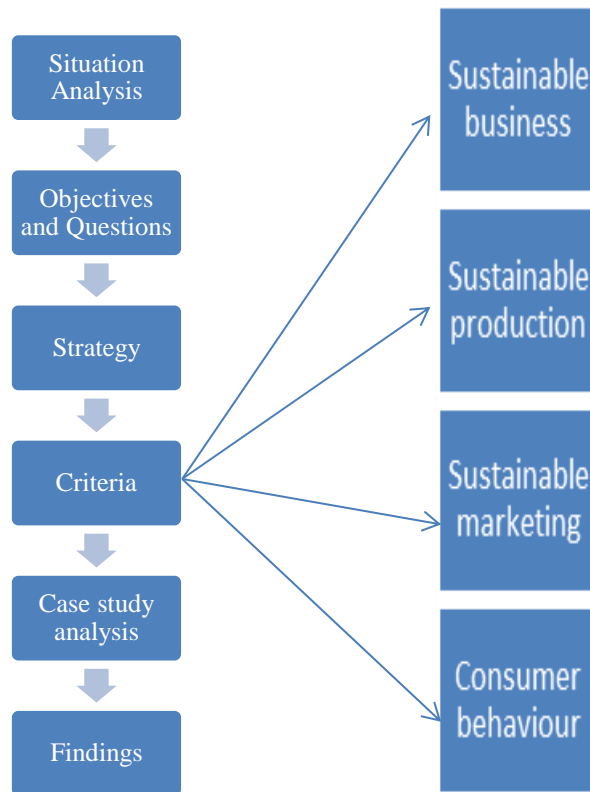 Situation
Analysis
Objectives
and Questions
Strategy
Criteria
Case study
analysis
Findings
Sustainable
business
Sustainable
production
Sustainable
marketing
Consumer
behaviour